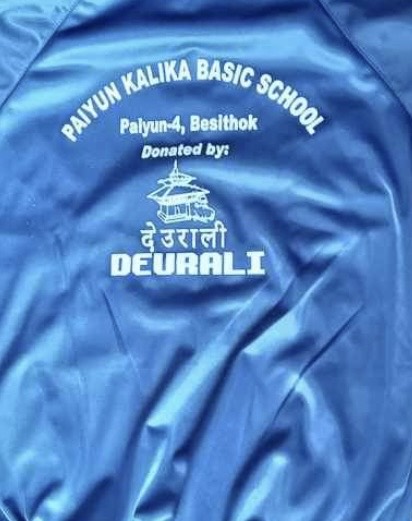 PAIYUN KALIKA BASIC SCHOOL
Paiyun-4, Besithok
Donated by:
देउराली
DEURALI